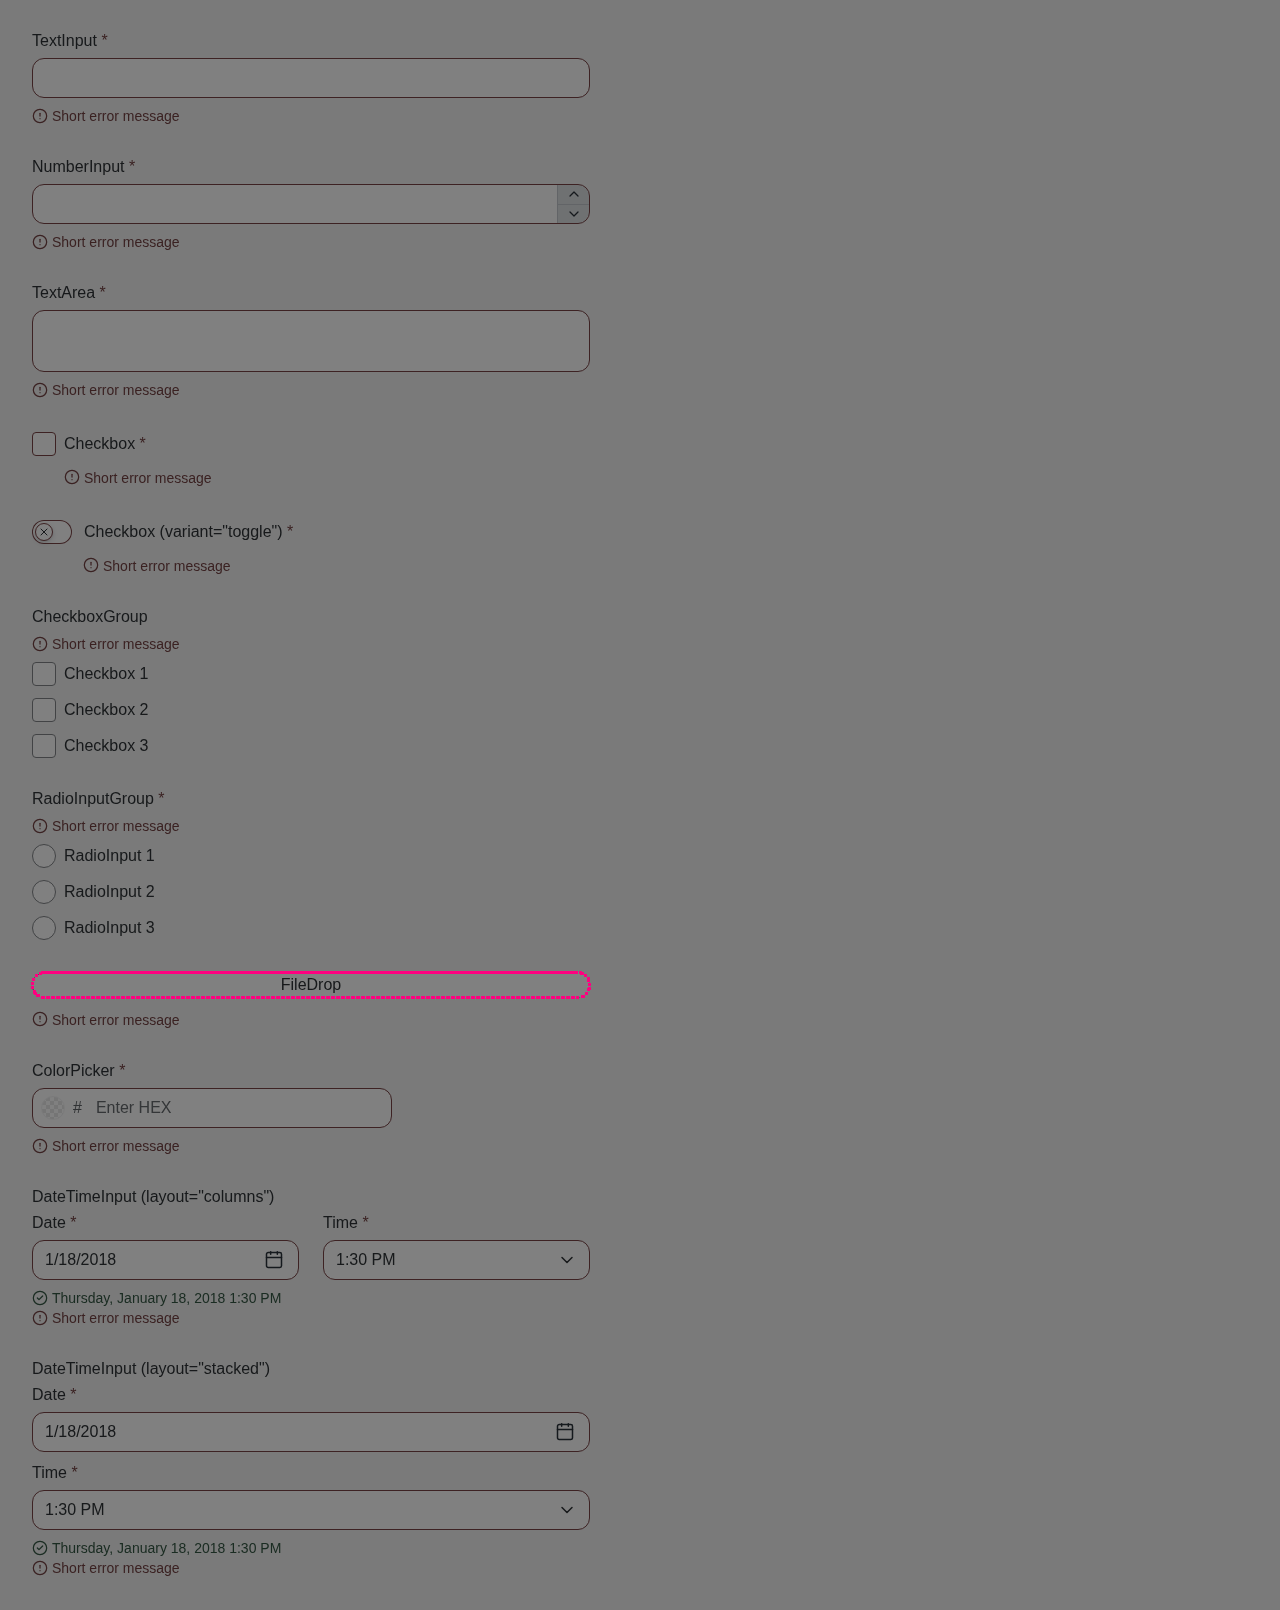 TextInput *
Short error message
NumberInput *
Short error message
TextArea *
Short error message
Checkbox *
Short error message
Checkbox (variant="toggle") *
Short error message
CheckboxGroup
Short error message
Checkbox 1
Checkbox 2
Checkbox 3
RadioInputGroup *
Short error message
RadioInput 1
RadioInput 2
RadioInput 3
FileDrop
Short error message
ColorPicker *
# Enter HEX
Short error message
DateTimeInput (layout="columns")
Date * Time *
1/18/2018 1:30 PM
Thursday, January 18, 2018 1:30 PM
Short error message
DateTimeInput (layout="stacked")
Date *
1/18/2018
Time *
1:30 PM
Thursday, January 18, 2018 1:30 PM
Short error message